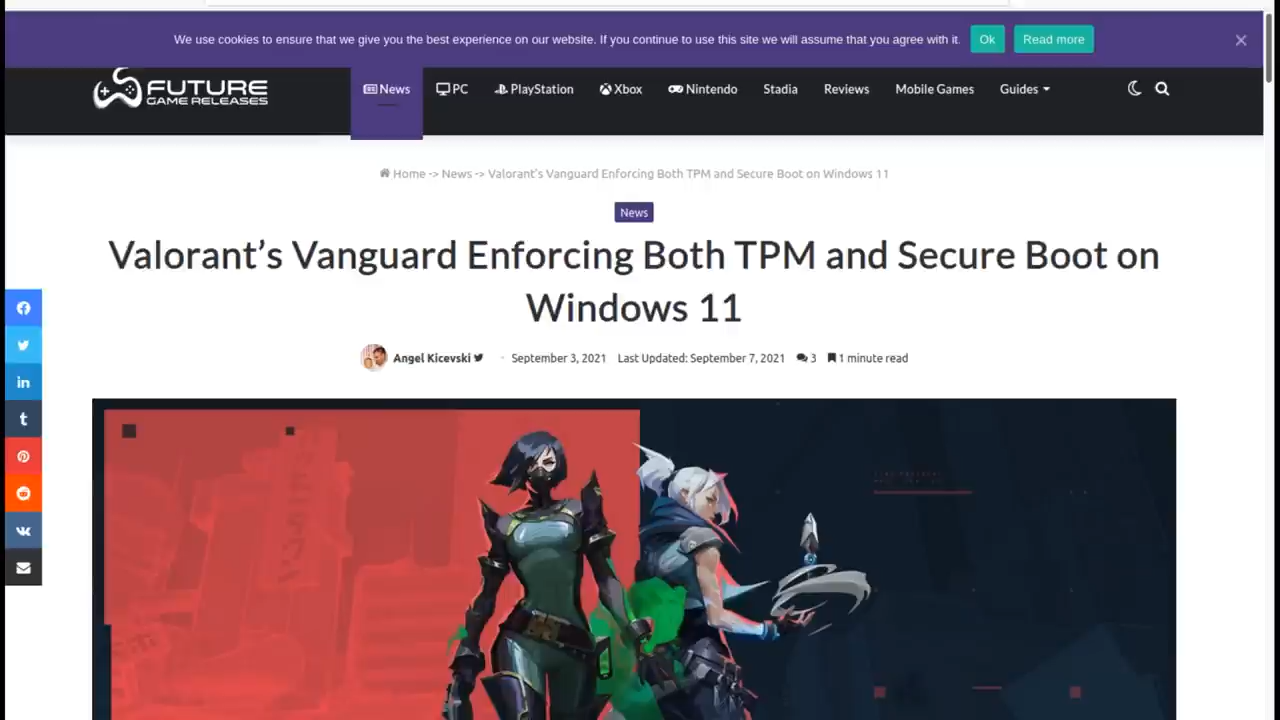 We use cookies to ensure that we give you the best experience on our website. If you continue to use this site we will assume that you agree with it. Ok Read more
FUTURE
GAME RELEASES
News PC PlayStation Xbox Nintendo Stadia Reviews Mobile Games Guides
Home -> News -> Valorant's Vanguard Enforcing Both TPM and Secure Boot on Windows 11
News
Valorant’s Vanguard Enforcing Both TPM and Secure Boot on
Windows 11
Angel Kicevski September 3, 2021 Last Updated: September 7, 2021 3 1 minute read